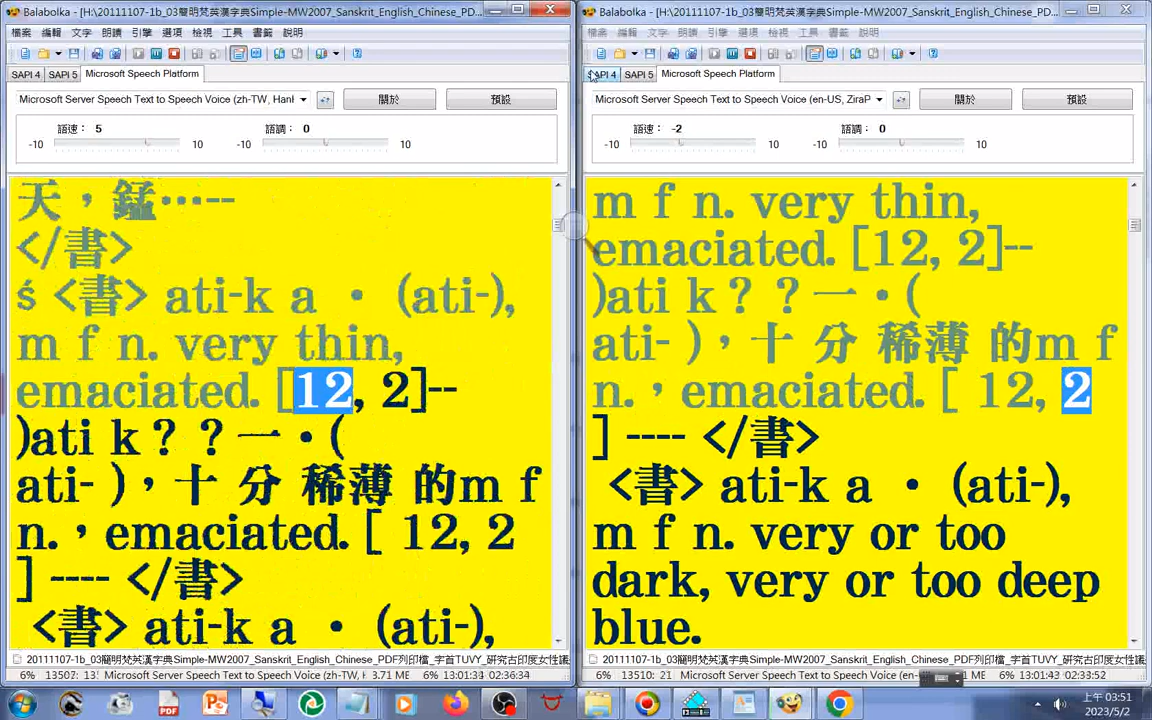 Balabolka - [H:\20111107-1b_03簡明梵英漢字典Simple-MW2007_Sanskrit_English_Chinese_PD...
檔案 編輯 文字 朗讀 引擎 選項 檢視 工具 書籤 說明
SAPI 4 SAPI 5 Microsoft Speech Platform
Microsoft Server Speech Text to Speech Voice (zh-TW, Hanl 關於 預設
語速： 5 語調： 0
-10 10 -10 10
天，錳…--
</書>
ś <書> ati-k a • (ati-),
m f n. very thin,
emaciated. [12, 2]--
)ati k？？一•(
ati- )，十 分 稀薄 的m f
n.，emaciated. [ 12, 2
] ---- </書>
<書> ati-k a • (ati-),
20111107-1b_03簡明梵英漢字典Simple-MW2007_Sanskrit_English_Chinese_PDF列印檔_字首TUVY_研究古印度女性議
6% 13507: 13 Microsoft Server Speech Text to Speech Voice (zh-TW, H 3.71 MB 6% 13:01:34 02:36:34
Balabolka - [H:\20111107-1b_03簡明梵英漢字典Simple-MW2007_Sanskrit_English_Chinese_PD...
檔案 編輯 文字 朗讀 引擎 選項 檢視 工具 書籤 說明
SAPI 4 SAPI 5 Microsoft Speech Platform
Microsoft Server Speech Text to Speech Voice (en-US, ZiraP 關於 預設
語速： -2 語調： 0
-10 10 -10 10
m f n. very thin,
emaciated. [12, 2]--
)ati k？？一•(
ati- )，十 分 稀薄 的m f
n.，emaciated. [ 12, 2
] ---- </書>
<書> ati-k a • (ati-),
m f n. very or too
dark, very or too deep
blue.
20111107-1b_03簡明梵英漢字典Simple-MW2007_Sanskrit_English_Chinese_PDF列印檔_字首TUVY_研究古印度女性議
6% 13510: 21 Microsoft Server Speech Text to Speech Voice (en-US, 6% 13:01:43 02:33:52
上午 03:51
2023/5/2